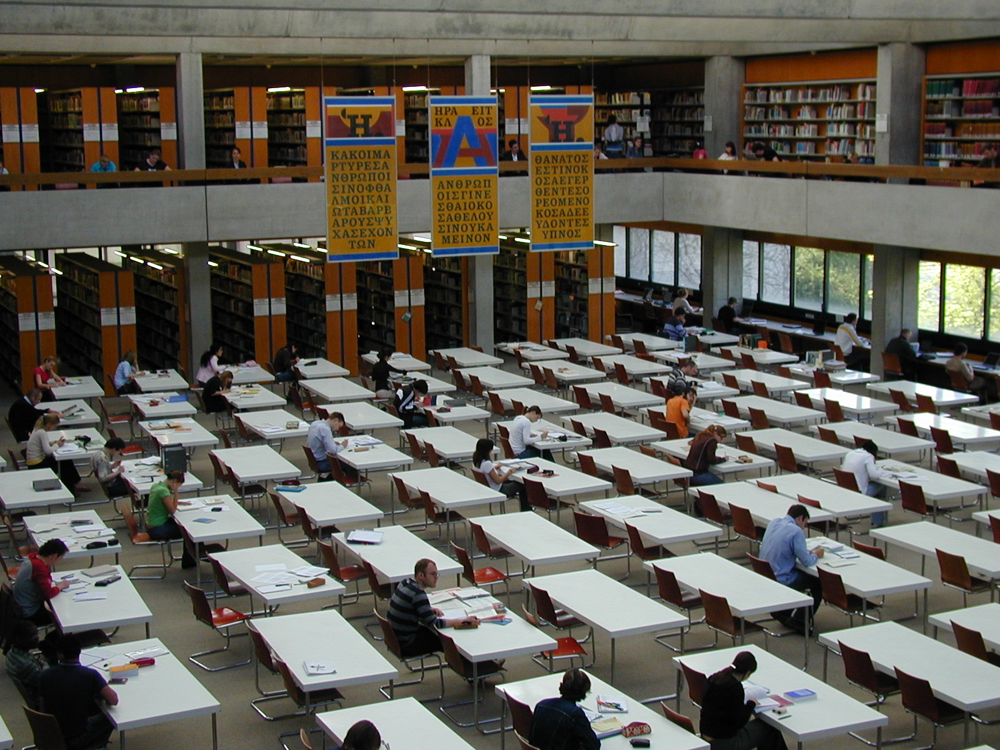 Η
ΚΑΚΟΙΜΑ
ΡΤΥΡΕΣΑ
ΝΘΡΩΠΟΙ
ΣΙΝΟΦΘΑ
ΛΜΟΙΚΑΙ
ΩΤΑΒΑΡΒ
ΑΡΟΥΣΨΥ
ΧΑΣΕΧΟΝ
ΤΩΝ
ΗΡΑ ΕΙΤ
ΚΛ ΟΣ
Α
ΑΝΘΡΩΠ
ΟΙΣΓΙΝΕ
ΣΘΑΙΟΚΟ
ΣΑΘΕΛΟΥ
ΣΙΝΟΥΚΑ
ΜΕΙΝΟΝ
Η
ΘΑΝΑΤΟΣ
ΕΣΤΙΝΟΚ
ΟΣΑΕΓΕΡ
ΘΕΝΤΕΣΟ
ΡΕΟΜΕΝΟ
ΚΟΣΑΔΕΕ
ΥΔΟΝΤΕΣ
ΥΠΝΟΣ